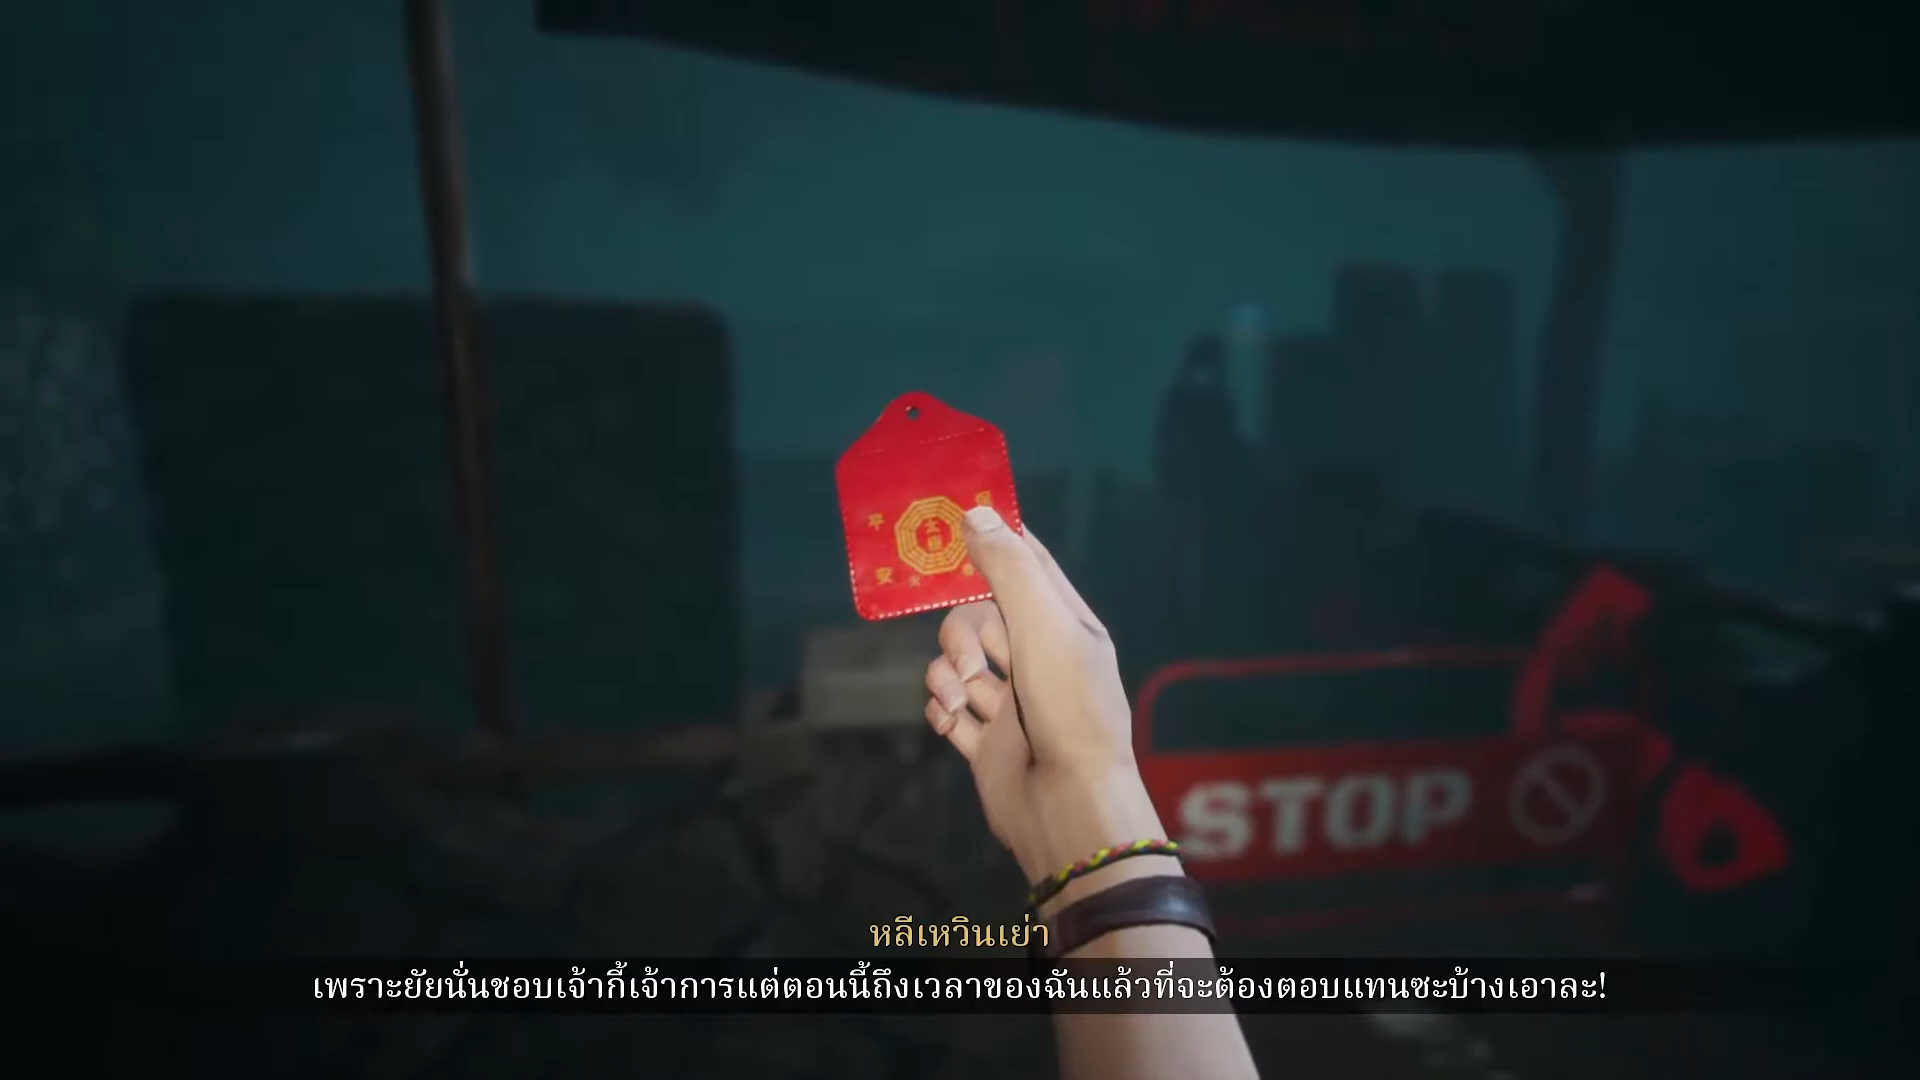 平 保
安
STOP
หลีเหวินเย่า
เพราะยัยนั่นชอบเจ้ากี้เจ้าการแต่ตอนนี้ถึงเวลาของฉันแล้วที่จะต้องตอบแทนซะบ้างเอาละ!